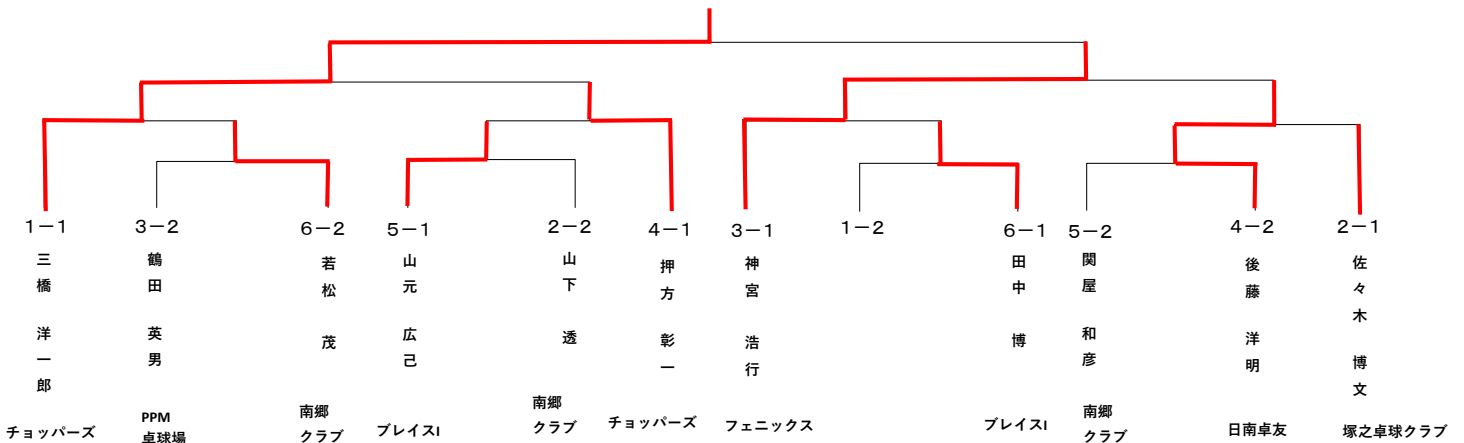 1－1 3－2 6－2 5－1 2－2 4－1 3－1 1－2 6－1 5－2 4－2 2－1
三橋 洋一郎
鶴田 英男
若松 茂
山元 広己
山下 透
押方 彰一
神宮 浩行
田中 博
関屋 和彦
後藤 洋明
佐々木 博文
チョッパーズ
PPM
卓球場
南郷
クラブ
ブレイスI
南郷
クラブ
チョッパーズ
フェニックス
ブレイスI
南郷
クラブ
日南卓友
塚之卓球クラブ